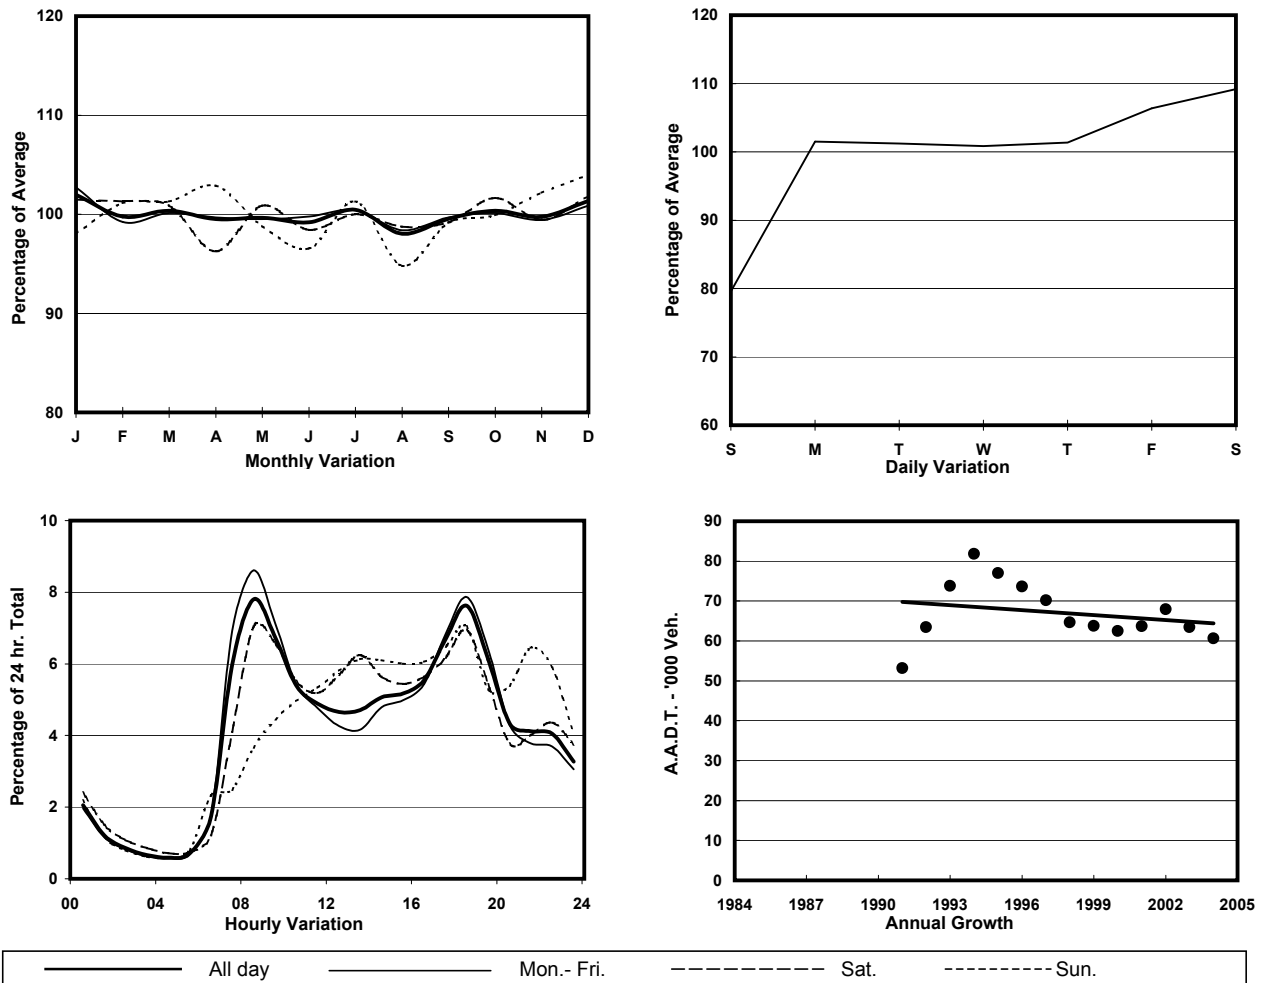 120
110
100
90
80
Percentage of Average
J F M A M J J A S O N D
Monthly Variation
120
110
100
90
80
70
60
Percentage of Average
S M T W T F S
Daily Variation
10
8
6
4
2
0
Percentage of 24 hr. Total
00 04 08 12 16 20 24
Hourly Variation
90
80
70
60
50
40
30
20
10
0
A.A.D.T. - '000 Veh.
1984 1987 1990 1993 1996 1999 2002 2005
Annual Growth
All day Mon.- Fri. Sat. Sun.